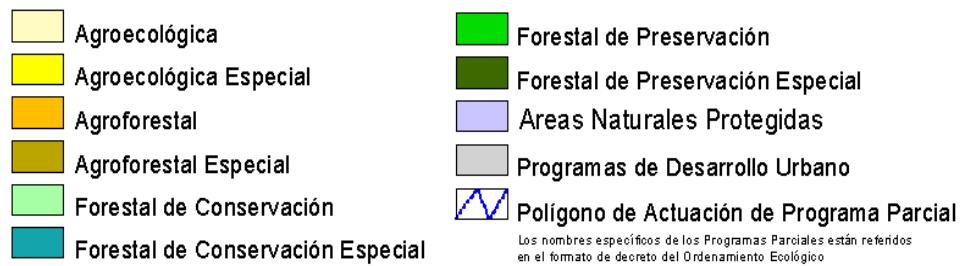 Agroecológica
Agroecológica Especial
Agroforestal
Agroforestal Especial
Forestal de Conservación
Forestal de Conservación Especial
Forestal de Preservación
Forestal de Preservación Especial
Areas Naturales Protegidas
Programas de Desarrollo Urbano
Polígono de Actuación de Programa Parcial
Los nombres específicos de los Programas Parciales están referidos
en el formato de decreto del Ordenamiento Ecológico